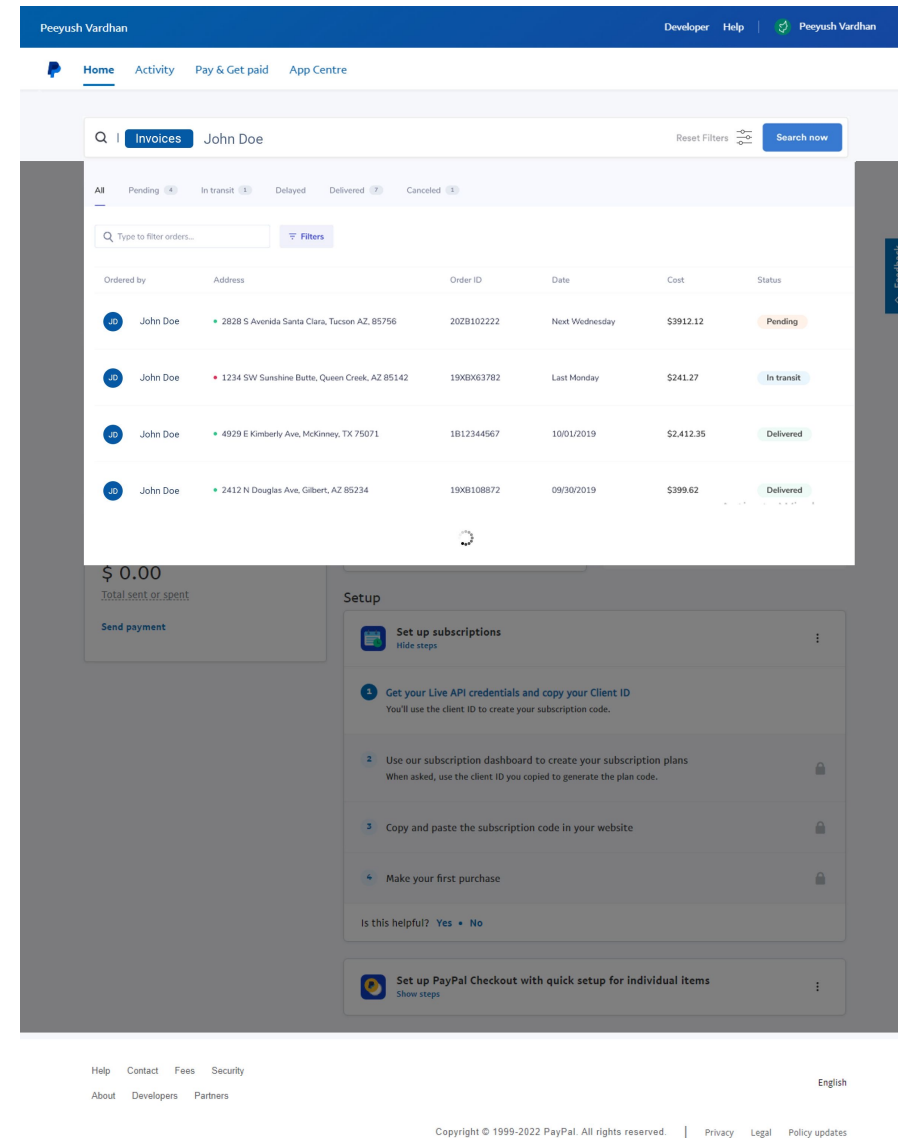 Peeyush Vardhan Developer Help Peeyush Vardhan
Home Activity Pay & Get paid App Centre
Invoices John Doe Reset Filters Search now
All Pending 4 In transit 1 Delayed Delivered 7 Canceled 1
Type to filter orders... Filters
Feedback
Ordered by Address Order ID Date Cost Status
JD John Doe 2828 S Avenida Santa Clara, Tucson AZ, 85756 20ZB102222 Next Wednesday $3912.12 Pending
JD John Doe 1234 SW Sunshine Butte, Queen Creek, AZ 85142 19XBX63782 Last Monday $241.27 In transit
JD John Doe 4929 E Kimberly Ave, McKinney, TX 75071 1B12344567 10/01/2019 $2,412.35 Delivered
JD John Doe 2412 N Douglas Ave, Gilbert, AZ 85234 19XB108872 09/30/2019 $399.62 Delivered
$ 0.00
Total sent or spent
Send payment
Setup
Set up subscriptions
Hide steps
1 Get your Live API credentials and copy your Client ID
You'll use the client ID to create your subscription code.
2 Use our subscription dashboard to create your subscription plans
When asked, use the client ID you copied to generate the plan code.
3 Copy and paste the subscription code in your website
4 Make your first purchase
Is this helpful? Yes • No
Set up PayPal Checkout with quick setup for individual items
Show steps
Help Contact Fees Security
English
About Developers Partners
Copyright © 1999-2022 PayPal. All rights reserved. | Privacy Legal Policy updates